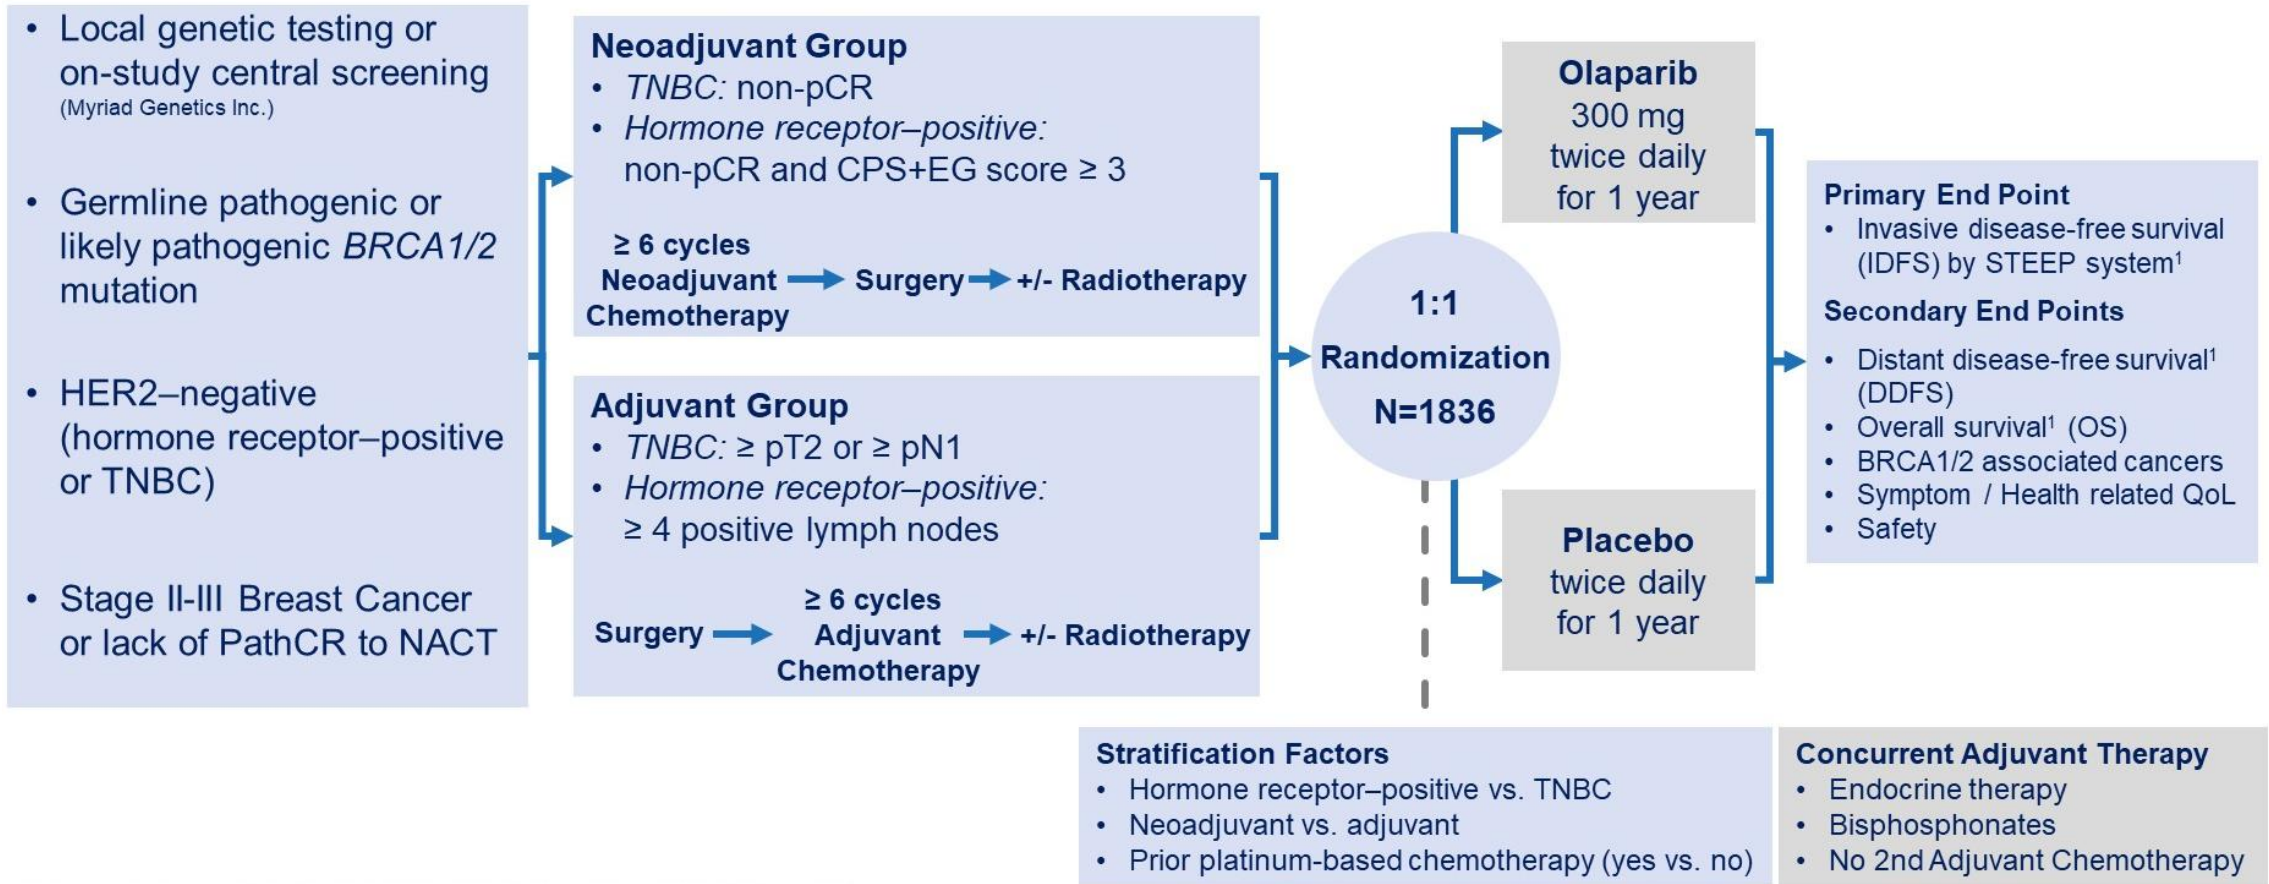 • Local genetic testing or
on-study central screening
(Myriad Genetics Inc.)
• Germline pathogenic or
likely pathogenic BRCA1/2
mutation
• HER2–negative
(hormone receptor–positive
or TNBC)
• Stage II-III Breast Cancer
or lack of PathCR to NACT
Neoadjuvant Group
• TNBC: non-pCR
• Hormone receptor–positive:
non-pCR and CPS+EG score ≥ 3
≥ 6 cycles
Neoadjuvant
Chemotherapy
Surgery
+/- Radiotherapy
Adjuvant Group
• TNBC: ≥ pT2 or ≥ pN1
• Hormone receptor–positive:
≥ 4 positive lymph nodes
Surgery
≥ 6 cycles
Adjuvant
Chemotherapy
+/- Radiotherapy
1:1
Randomization
N=1836
Olaparib
300 mg
twice daily
for 1 year
Placebo
twice daily
for 1 year
Primary End Point
• Invasive disease-free survival
(IDFS) by STEEP system¹
Secondary End Points
• Distant disease-free survival¹
(DDFS)
• Overall survival¹ (OS)
• BRCA1/2 associated cancers
• Symptom / Health related QoL
• Safety
Stratification Factors
• Hormone receptor–positive vs. TNBC
• Neoadjuvant vs. adjuvant
• Prior platinum-based chemotherapy (yes vs. no)
Concurrent Adjuvant Therapy
• Endocrine therapy
• Bisphosphonates
• No 2nd Adjuvant Chemotherapy